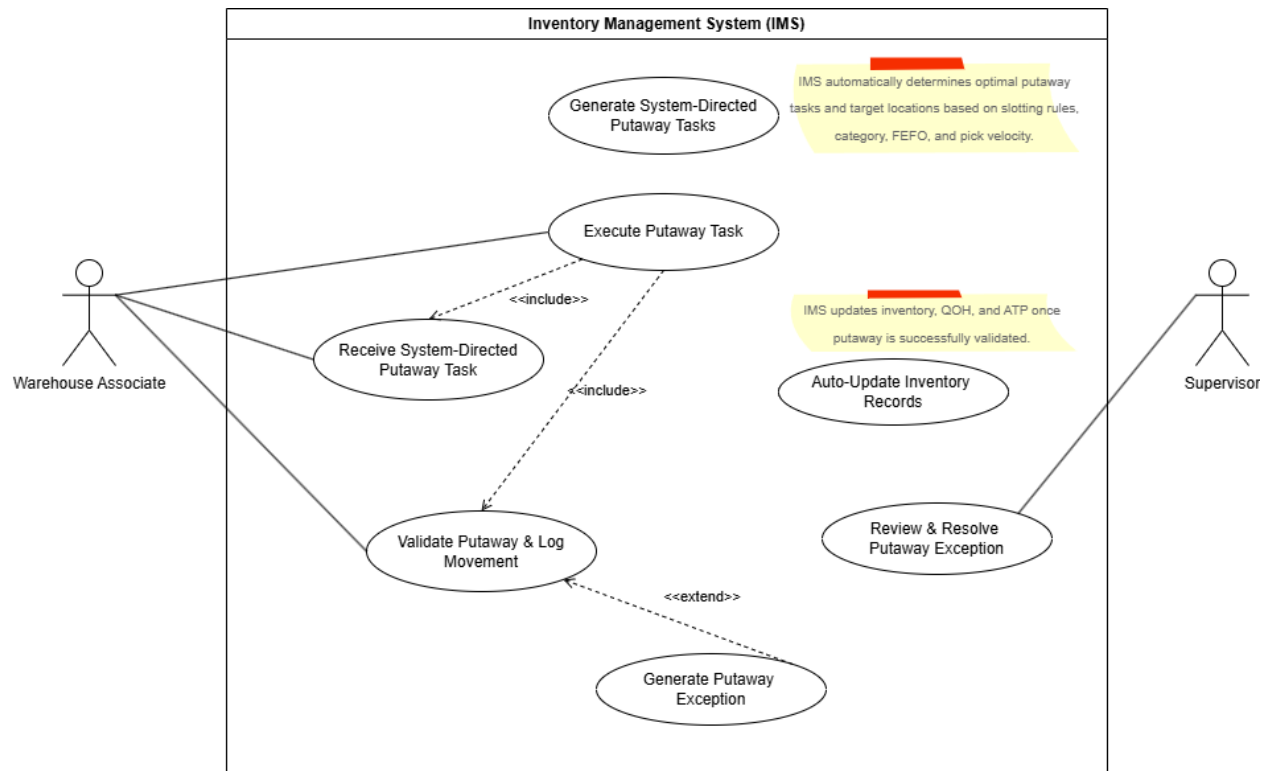 Inventory Management System (IMS)
Generate System-Directed
Putaway Tasks
IMS automatically determines optimal putaway
tasks and target locations based on slotting rules,
category, FEFO, and pick velocity.
Execute Putaway Task
<<include>>
IMS updates inventory, QOH, and ATP once
putaway is successfully validated.
Receive System-Directed
Putaway Task
Warehouse Associate
<<include>>
Auto-Update Inventory
Records
Supervisor
Validate Putaway & Log
Movement
Review & Resolve
Putaway Exception
<<extend>>
Generate Putaway
Exception